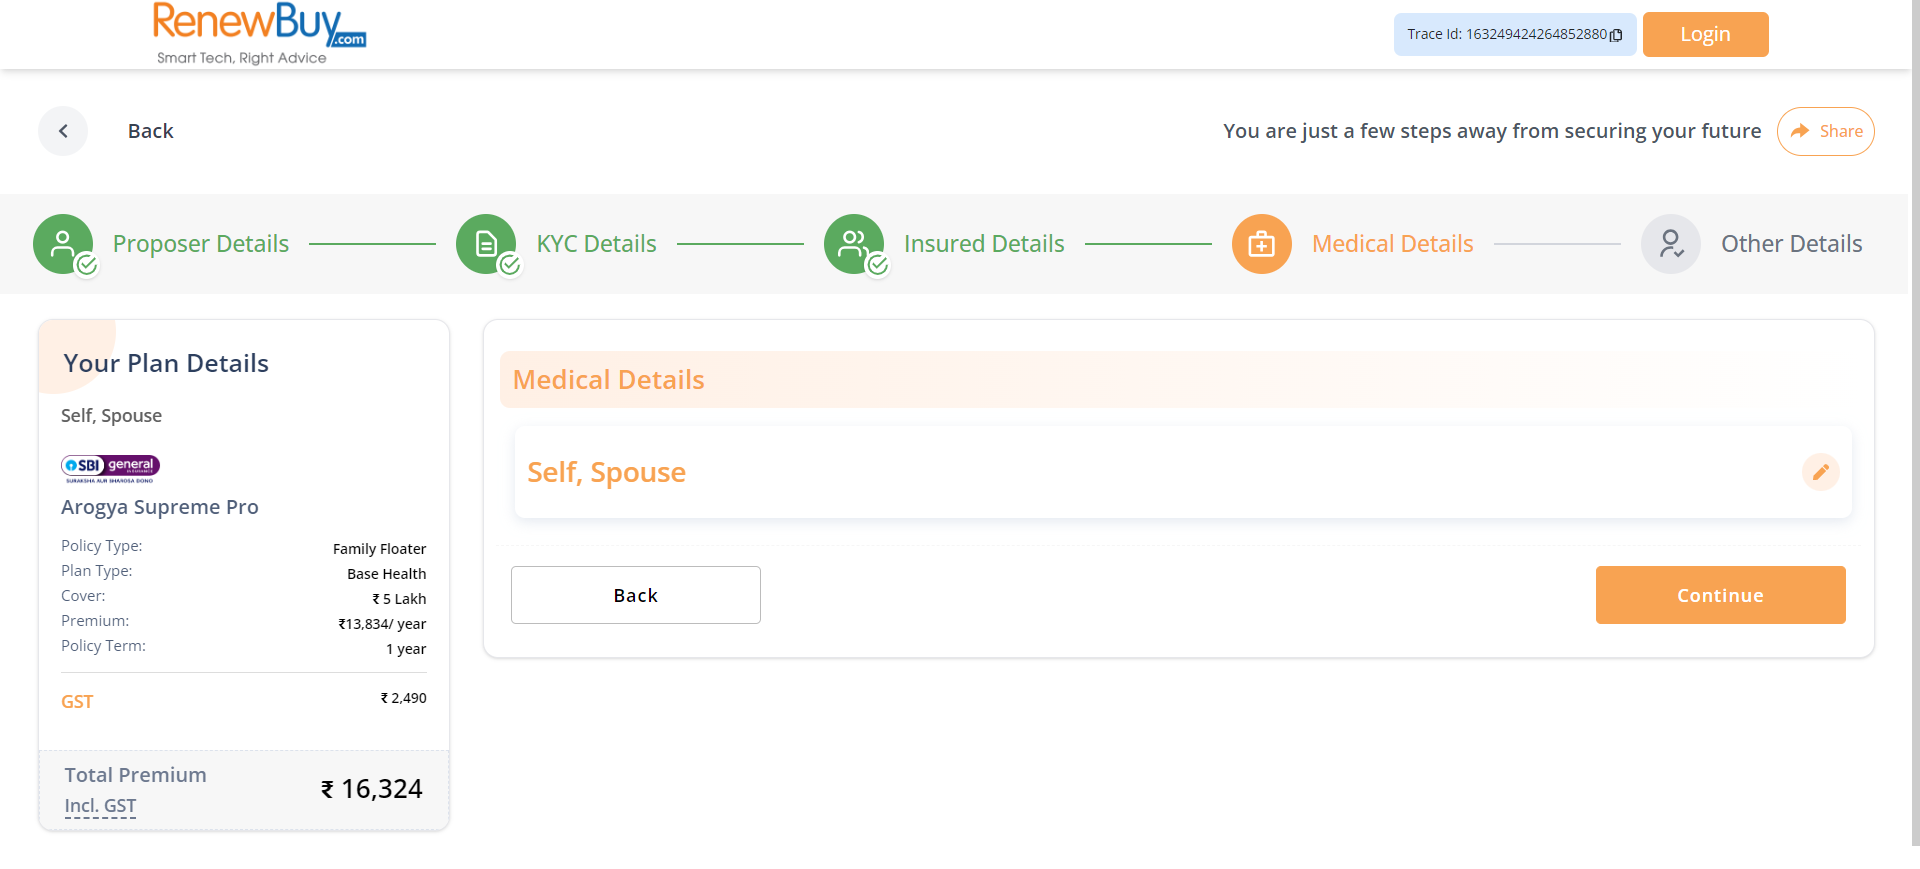 RenewBuy.com
Smart Tech, Right Advice
Trace Id: 163249424264852880
Login
Back
You are just a few steps away from securing your future
Share
Proposer Details
KYC Details
Insured Details
Medical Details
Other Details
Your Plan Details
Self, Spouse
SBI general
INSURANCE
SURAKSHA AUR BHAROSA DONO
Arogya Supreme Pro
Policy Type: Family Floater
Plan Type: Base Health
Cover: ₹ 5 Lakh
Premium: ₹13,834/ year
Policy Term: 1 year
GST ₹ 2,490
Total Premium ₹ 16,324
Incl. GST
Medical Details
Self, Spouse
Back
Continue